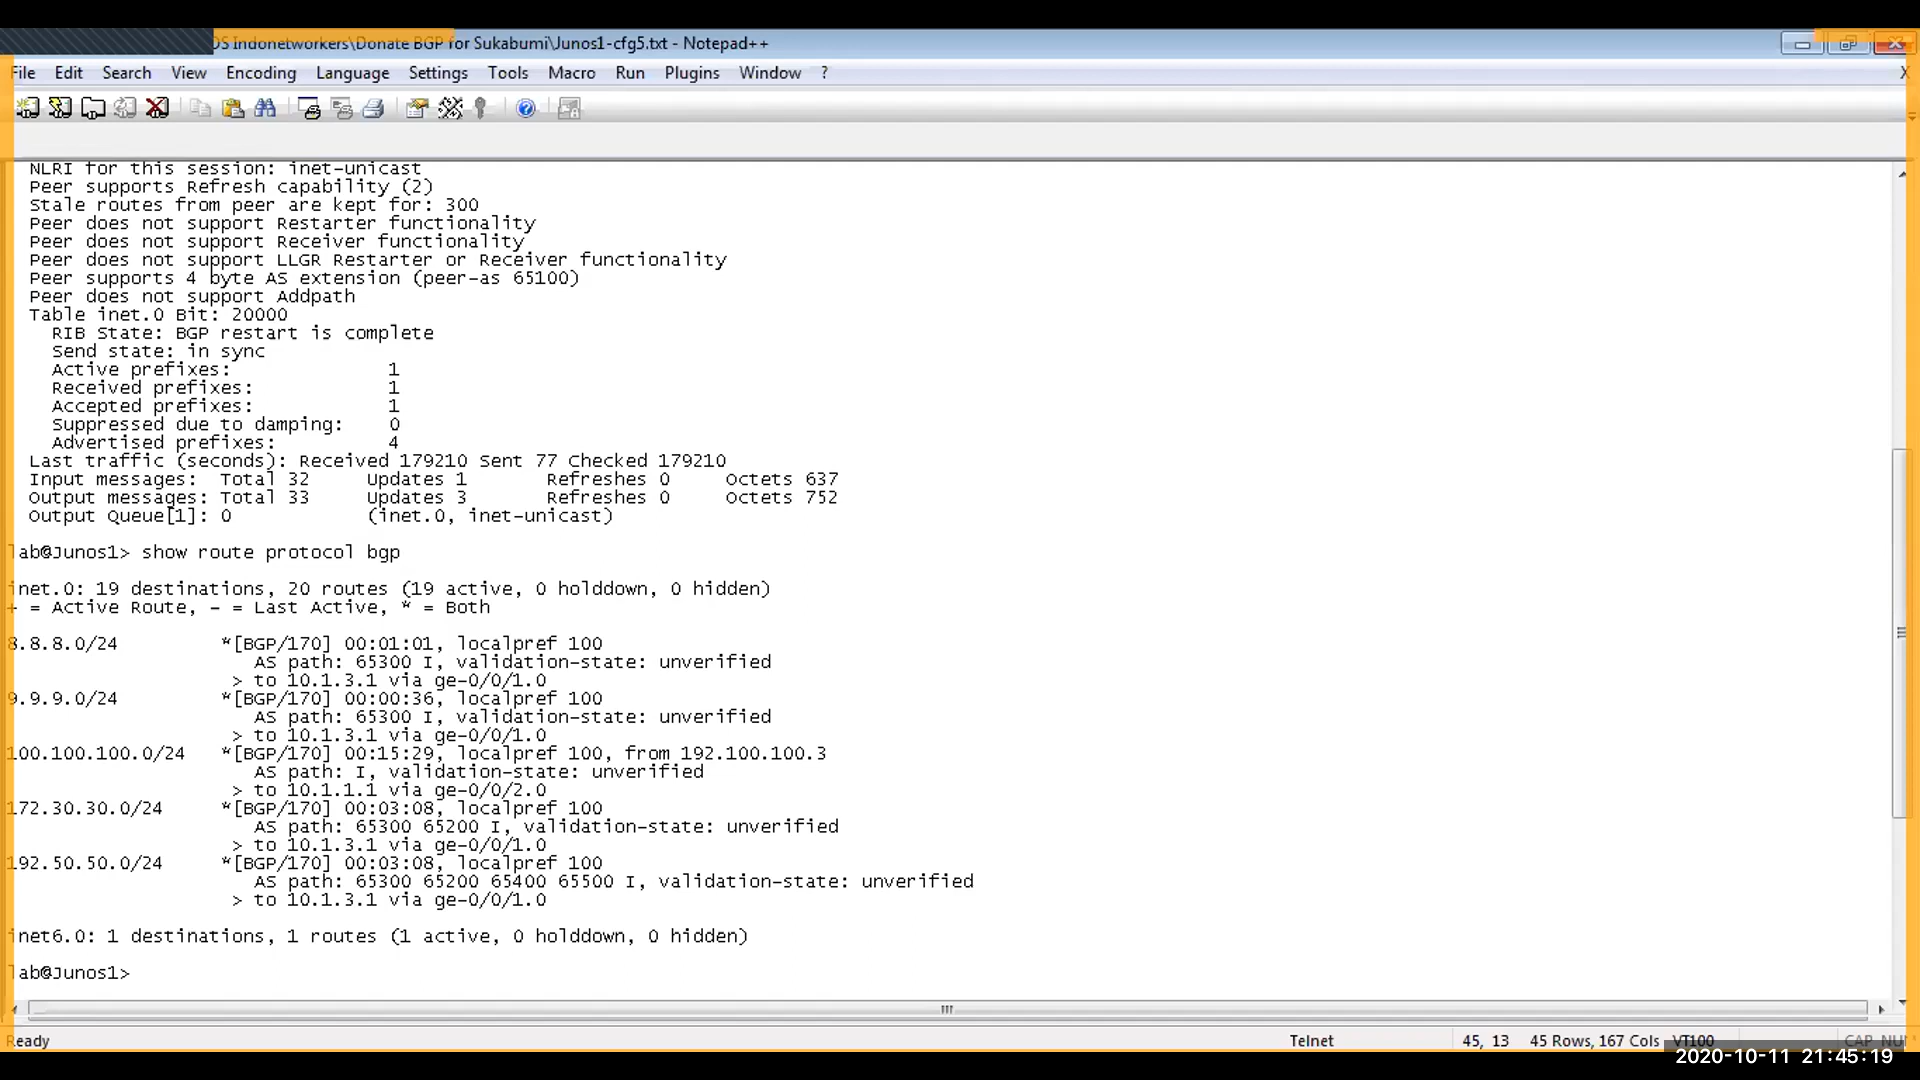 OS Indonetworkers\Donate BGP for Sukabumi\Junos1-cfg5.txt - Notepad++
File Edit Search View Encoding Language Settings Tools Macro Run Plugins Window ? X
NLRI for this session: inet-unicast
Peer supports Refresh capability (2)
Stale routes from peer are kept for: 300
Peer does not support Restarter functionality
Peer does not support Receiver functionality
Peer does not support LLGR Restarter or Receiver functionality
Peer supports 4 byte AS extension (peer-as 65100)
Peer does not support Addpath
Table inet.0 Bit: 20000
RIB State: BGP restart is complete
Send state: in sync
Active prefixes: 1
Received prefixes: 1
Accepted prefixes: 1
Suppressed due to damping: 0
Advertised prefixes: 4
Last traffic (seconds): Received 179210 Sent 77 Checked 179210
Input messages: Total 32 Updates 1 Refreshes 0 Octets 637
Output messages: Total 33 Updates 3 Refreshes 0 Octets 752
Output Queue[1]: 0 (inet.0, inet-unicast)
lab@Junos1> show route protocol bgp
inet.0: 19 destinations, 20 routes (19 active, 0 holddown, 0 hidden)
+ = Active Route, - = Last Active, * = Both
8.8.8.0/24 *[BGP/170] 00:01:01, localpref 100
AS path: 65300 I, validation-state: unverified
> to 10.1.3.1 via ge-0/0/1.0
9.9.9.0/24 *[BGP/170] 00:00:36, localpref 100
AS path: 65300 I, validation-state: unverified
> to 10.1.3.1 via ge-0/0/1.0
100.100.100.0/24 *[BGP/170] 00:15:29, localpref 100, from 192.100.100.3
AS path: I, validation-state: unverified
> to 10.1.1.1 via ge-0/0/2.0
172.30.30.0/24 *[BGP/170] 00:03:08, localpref 100
AS path: 65300 65200 I, validation-state: unverified
> to 10.1.3.1 via ge-0/0/1.0
192.50.50.0/24 *[BGP/170] 00:03:08, localpref 100
AS path: 65300 65200 65400 65500 I, validation-state: unverified
> to 10.1.3.1 via ge-0/0/1.0
inet6.0: 1 destinations, 1 routes (1 active, 0 holddown, 0 hidden)
lab@Junos1>
Ready Telnet 45, 13 45 Rows, 167 Cols VT100 CAP NU
2020-10-11 21:45:19